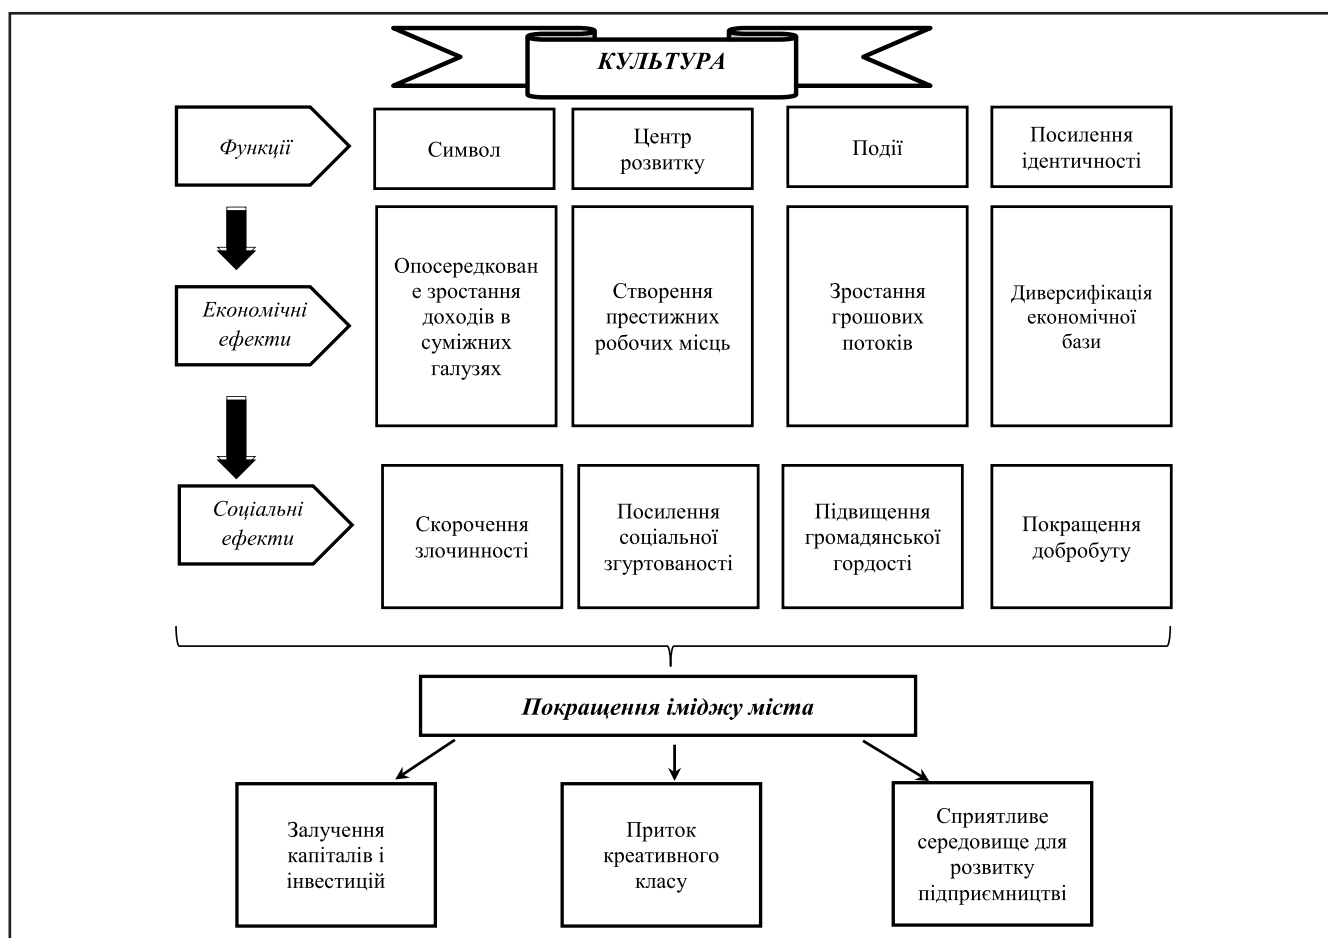 КУЛЬТУРА
Функції
Символ
Центр
розвитку
Події
Посилення
ідентичності
Економічні
ефекти
Опосередкован
е зростання
доходів в
суміжних
галузях
Створення
престижних
робочих місць
Зростання
грошових
потоків
Диверсифікація
економічної
бази
Соціальні
ефекти
Скорочення
злочинності
Посилення
соціальної
згуртованості
Підвищення
громадянської
гордості
Покращення
добробуту
Покращення іміджу міста
Залучення
капіталів і
інвестицій
Приток
креативного
класу
Сприятливе
середовище для
розвитку
підприємництві